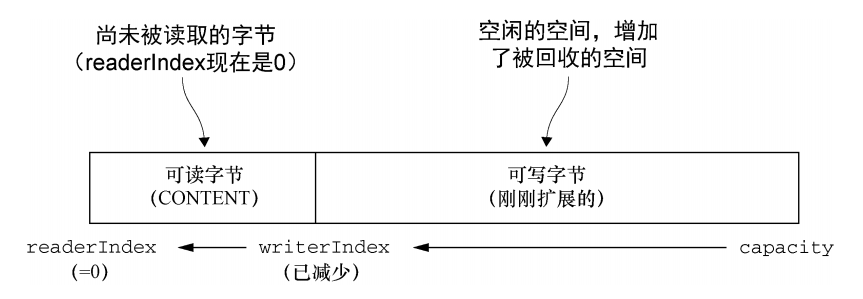 尚未被读取的字节
（readerIndex现在是0）
空闲的空间，增加
了被回收的空间
可读字节
(CONTENT)
可写字节
(刚刚扩展的)
readerIndex
(=0)
writerIndex
(已减少)
capacity